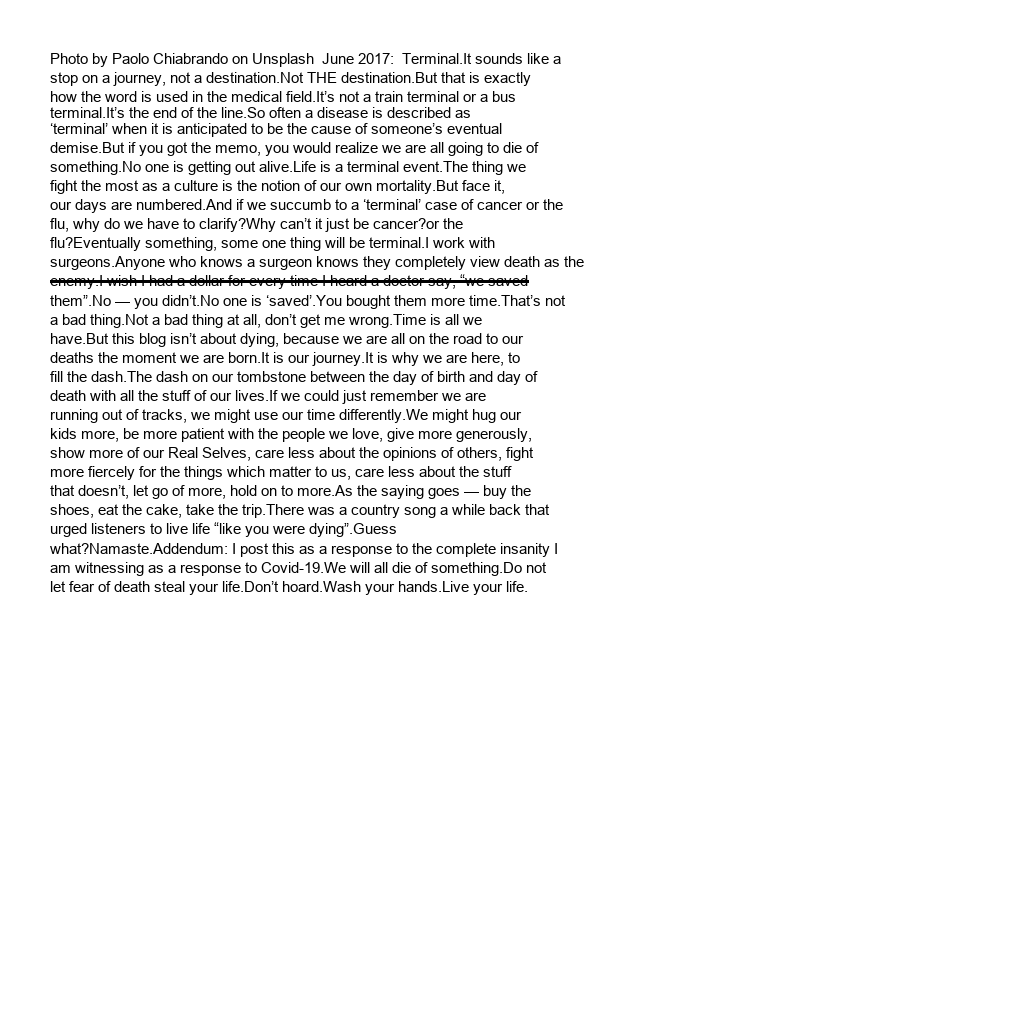 Photo by Paolo Chiabrando on Unsplash  June 2017:  Terminal.It sounds like a
stop on a journey, not a destination.Not THE destination.But that is exactly
how the word is used in the medical field.It’s not a train terminal or a bus
terminal.It’s the end of the line.So often a disease is described as
‘terminal’ when it is anticipated to be the cause of someone’s eventual
demise.But if you got the memo, you would realize we are all going to die of
something.No one is getting out alive.Life is a terminal event.The thing we
fight the most as a culture is the notion of our own mortality.But face it,
our days are numbered.And if we succumb to a ‘terminal’ case of cancer or the
flu, why do we have to clarify?Why can’t it just be cancer?or the
flu?Eventually something, some one thing will be terminal.I work with
surgeons.Anyone who knows a surgeon knows they completely view death as the
enemy.I wish I had a dollar for every time I heard a doctor say, “we saved
them”.No — you didn’t.No one is ‘saved’.You bought them more time.That’s not
a bad thing.Not a bad thing at all, don’t get me wrong.Time is all we
have.But this blog isn’t about dying, because we are all on the road to our
deaths the moment we are born.It is our journey.It is why we are here, to
fill the dash.The dash on our tombstone between the day of birth and day of
death with all the stuff of our lives.If we could just remember we are
running out of tracks, we might use our time differently.We might hug our
kids more, be more patient with the people we love, give more generously,
show more of our Real Selves, care less about the opinions of others, fight
more fiercely for the things which matter to us, care less about the stuff
that doesn’t, let go of more, hold on to more.As the saying goes — buy the
shoes, eat the cake, take the trip.There was a country song a while back that
urged listeners to live life “like you were dying”.Guess
what?Namaste.Addendum: I post this as a response to the complete insanity I
am witnessing as a response to Covid-19.We will all die of something.Do not
let fear of death steal your life.Don’t hoard.Wash your hands.Live your life.